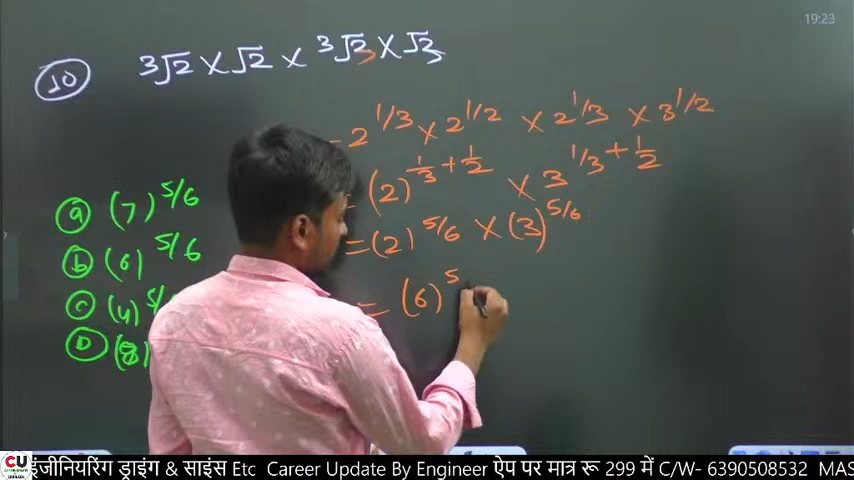 19:23
10 ³√2 × √2 × ³√3 × √3
= 2^1/3 × 2^1/2 × 2^1/3 × 3^1/2
= (2)^1/3+1/2 × 3^1/3+1/2
= (2)^5/6 × (3)^5/6
= (6)^5
a (7)^5/6
b (6)^5/6
c (4)^5/
D (8)
CU
इंजीनियरिंग ड्राइंग & साइंस Etc Career Update By Engineer ऐप पर मात्र रू 299 में C/W- 6390508532 MAS